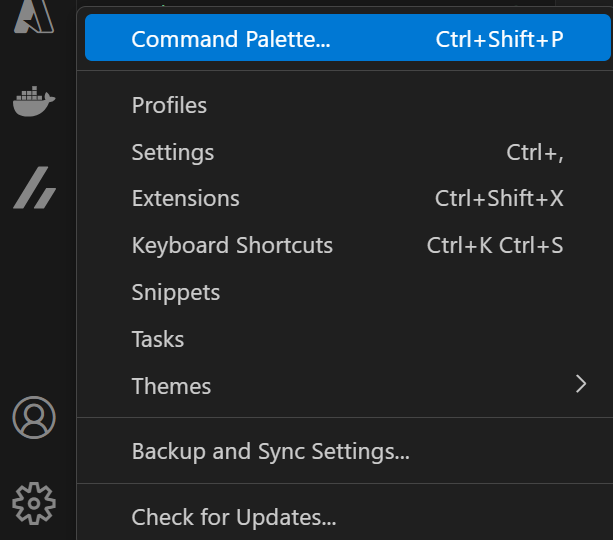 Command Palette... Ctrl+Shift+P
Profiles
Settings Ctrl+,
Extensions Ctrl+Shift+X
Keyboard Shortcuts Ctrl+K Ctrl+S
Snippets
Tasks
Themes
Backup and Sync Settings...
Check for Updates...